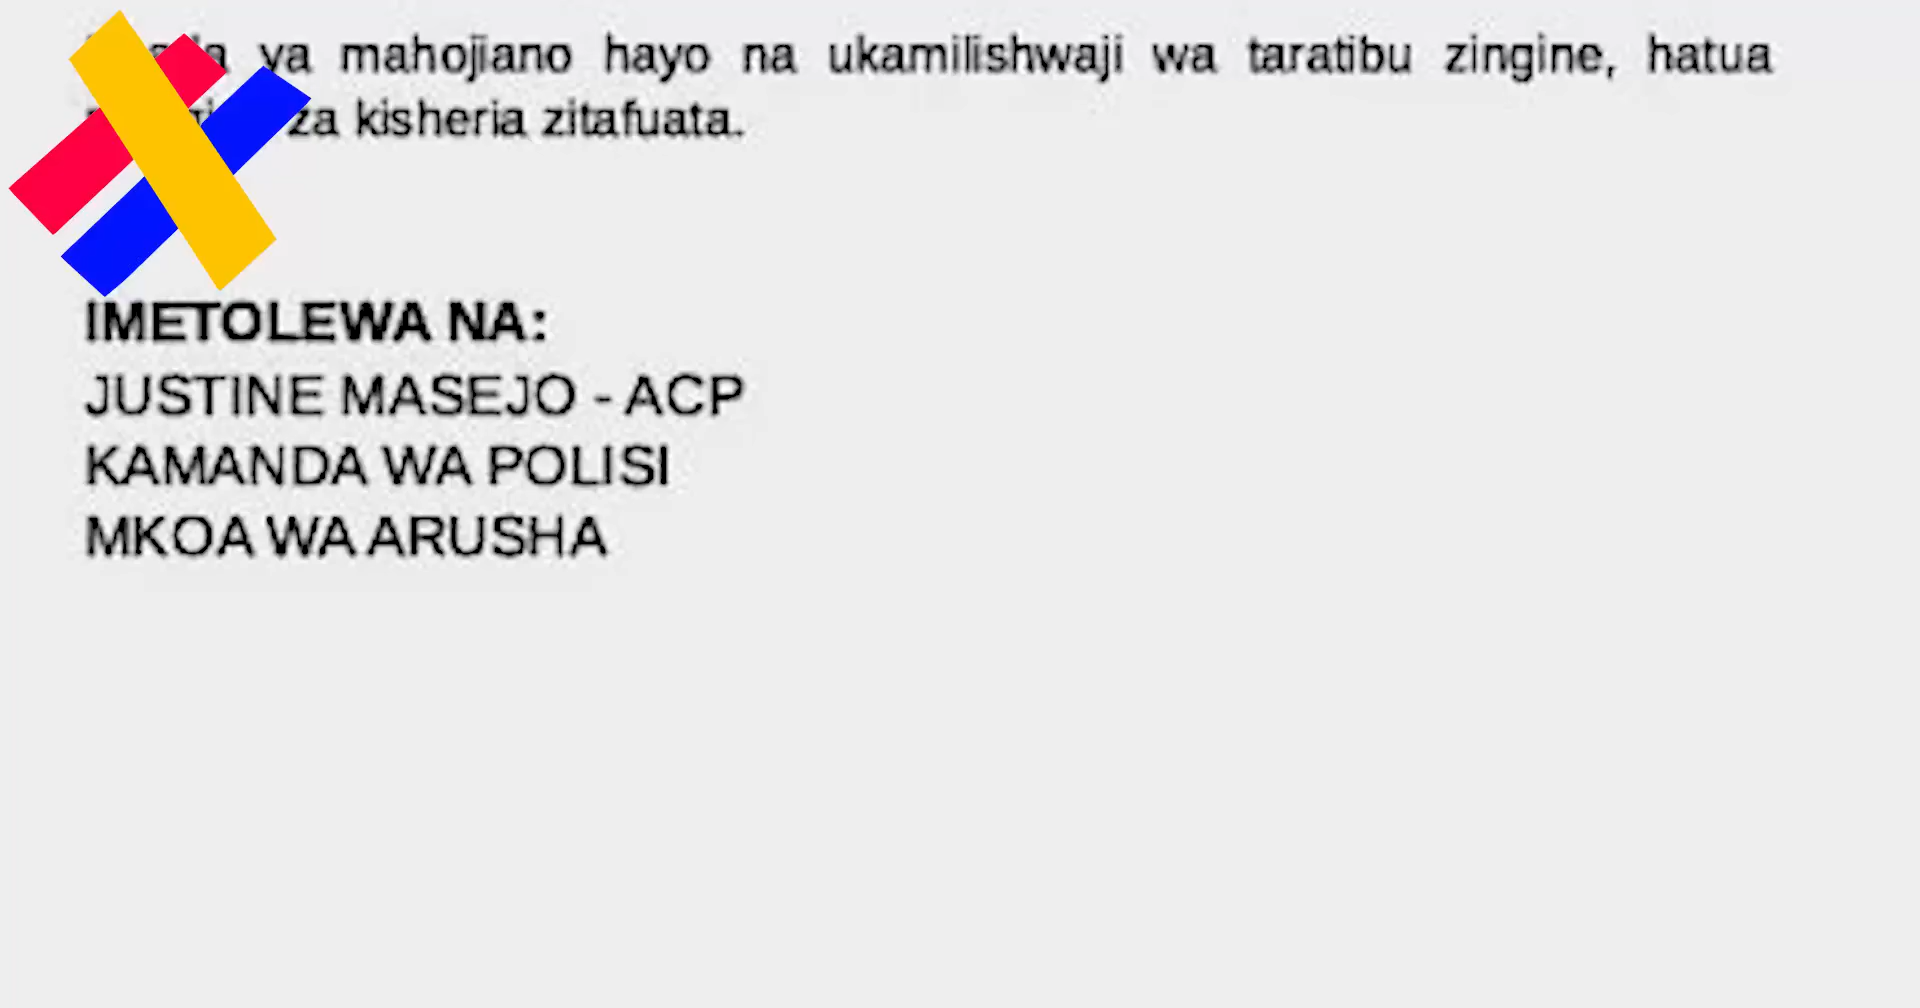 ya mahojiano hayo na ukamilishwaji wa taratibu zingine, hatua
za kisheria zitafuata.
IMETOLEWA NA:
JUSTINE MASEJO - ACP
KAMANDA WA POLISI
MKOA WA ARUSHA